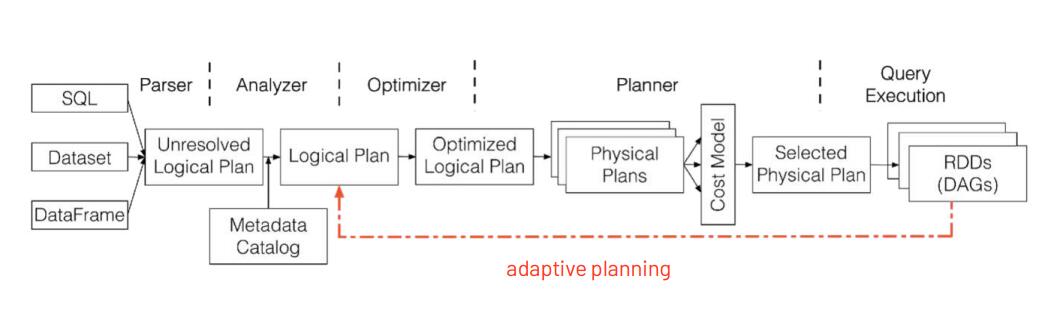 Parser
Analyzer
Optimizer
Planner
Query
Execution
SQL
Dataset
DataFrame
Unresolved
Logical Plan
Metadata
Catalog
Logical Plan
Optimized
Logical Plan
Physical
Plans
Cost Model
Selected
Physical Plan
RDDs
(DAGs)
adaptive planning